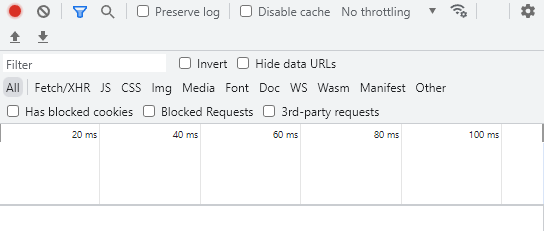 Preserve log Disable cache No throttling
Filter Invert Hide data URLs
All Fetch/XHR JS CSS Img Media Font Doc WS Wasm Manifest Other
Has blocked cookies Blocked Requests 3rd-party requests
20 ms 40 ms 60 ms 80 ms 100 ms